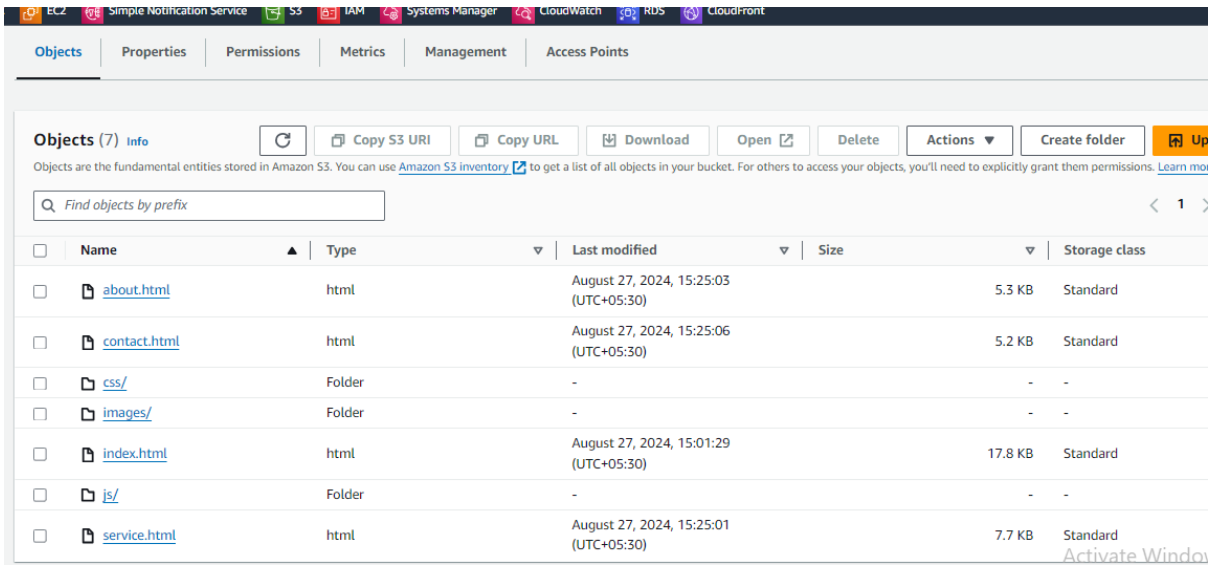 EC2 Simple Notification Service S3 IAM Systems Manager CloudWatch RDS CloudFront
Objects Properties Permissions Metrics Management Access Points
Objects (7) Info Copy S3 URI Copy URL Download Open Delete Actions Create folder Up
Objects are the fundamental entities stored in Amazon S3. You can use Amazon S3 inventory to get a list of all objects in your bucket. For others to access your objects, you'll need to explicitly grant them permissions. Learn mor
Find objects by prefix 1
Name Type Last modified Size Storage class
about.html html August 27, 2024, 15:25:03 (UTC+05:30) 5.3 KB Standard
contact.html html August 27, 2024, 15:25:06 (UTC+05:30) 5.2 KB Standard
css/ Folder - - -
images/ Folder - - -
index.html html August 27, 2024, 15:01:29 (UTC+05:30) 17.8 KB Standard
js/ Folder - - -
service.html html August 27, 2024, 15:25:01 (UTC+05:30) 7.7 KB Standard
Activate Window